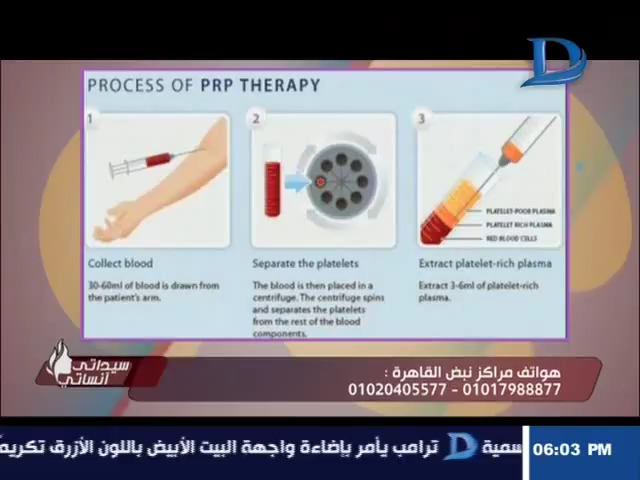 PROCESS OF PRP THERAPY
1
2
3
PLATELET-POOR PLASMA
PLATELET RICH PLASMA
RED BLOOD CELLS
Collect blood
30-60ml of blood is drawn from
the patient's arm.
Separate the platelets
The blood is then placed in a
centrifuge. The centrifuge spins
and separates the platelets
from the rest of the blood
components.
Extract platelet-rich plasma
Extract 3-6ml of platelet-rich
plasma.
سيداتى
آنساتي
هواتف مراكز نبض القاهرة :
01020405577 - 01017988877
سمية
ترامب يأمر بإضاءة واجهة البيت الأبيض باللون الأزرق تكريم
06:03 PM